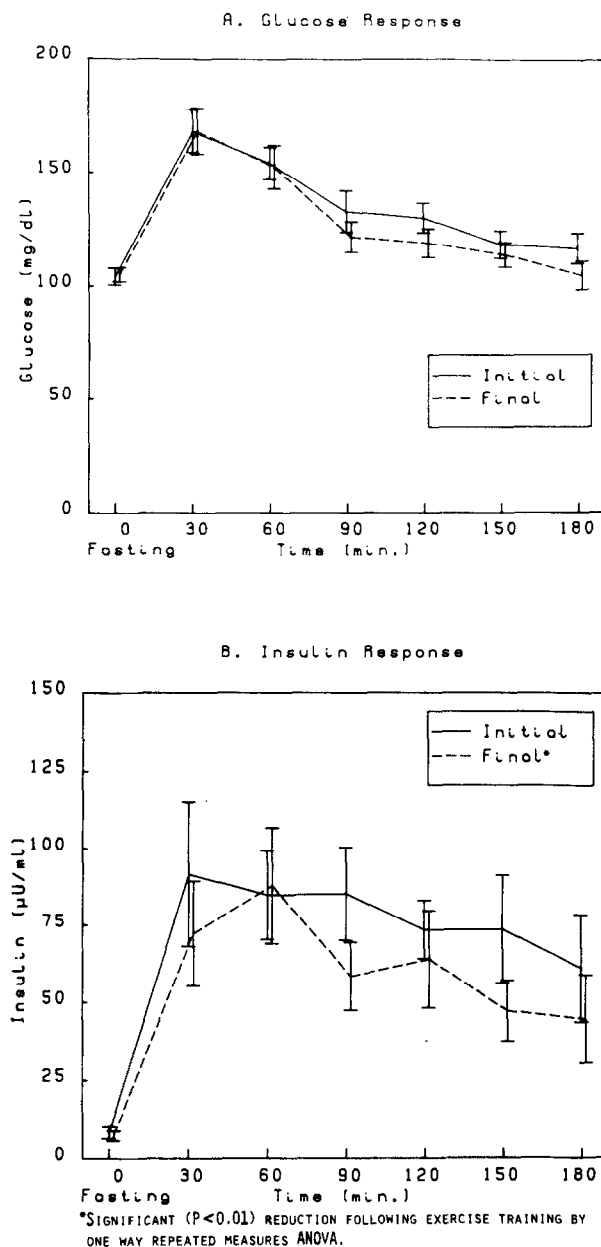 A. Glucose Response
200
150
100
50
0
Glucose (mg/dl)
Initial
Final
0 30 60 90 120 150 180
Fasting Time (min.)
B. Insulin Response
150
125
100
75
50
25
0
Insulin (µU/ml)
Initial
Final*
0 30 60 90 120 150 180
Fasting Time (min.)
*SIGNIFICANT (P<0.01) REDUCTION FOLLOWING EXERCISE TRAINING BY
ONE WAY REPEATED MEASURES ANOVA.